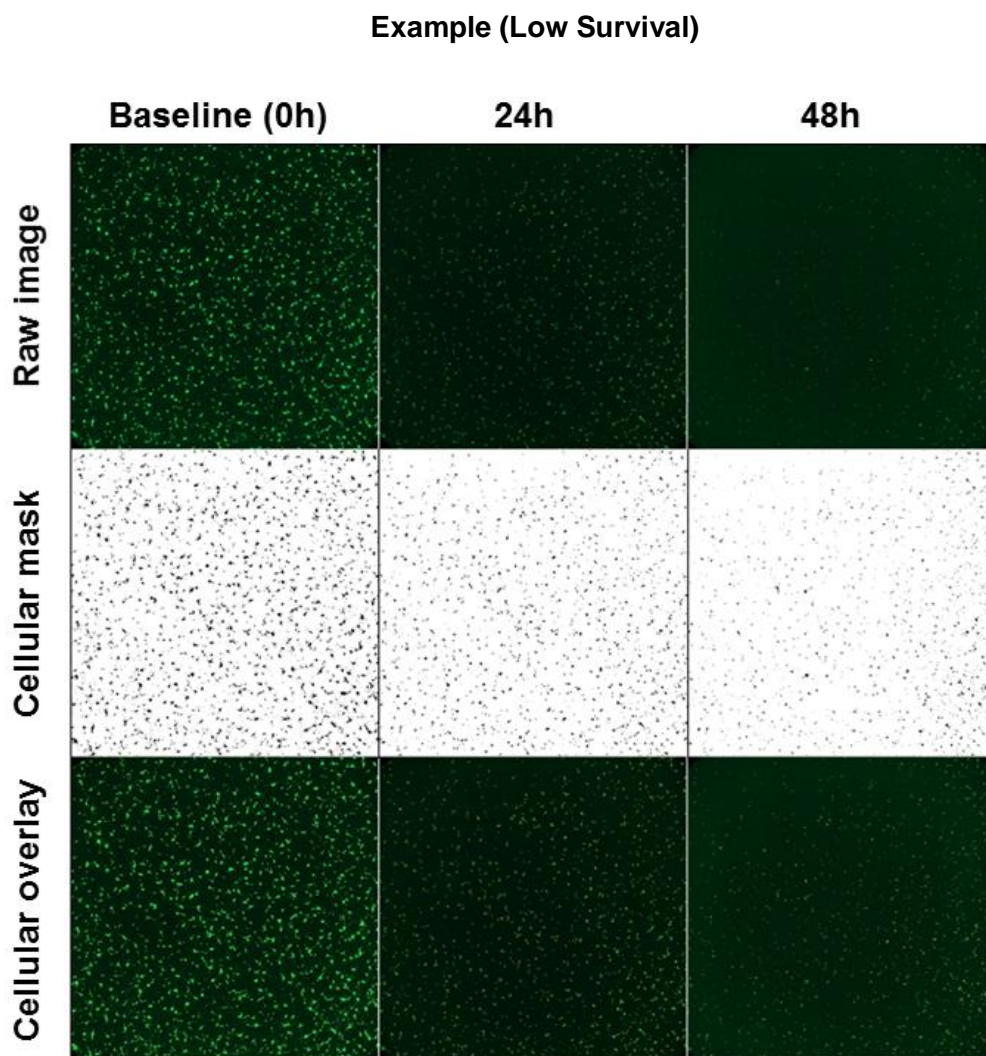 Example (Low Survival)
Baseline (0h) 24h 48h
Raw image
Cellular mask
Cellular overlay